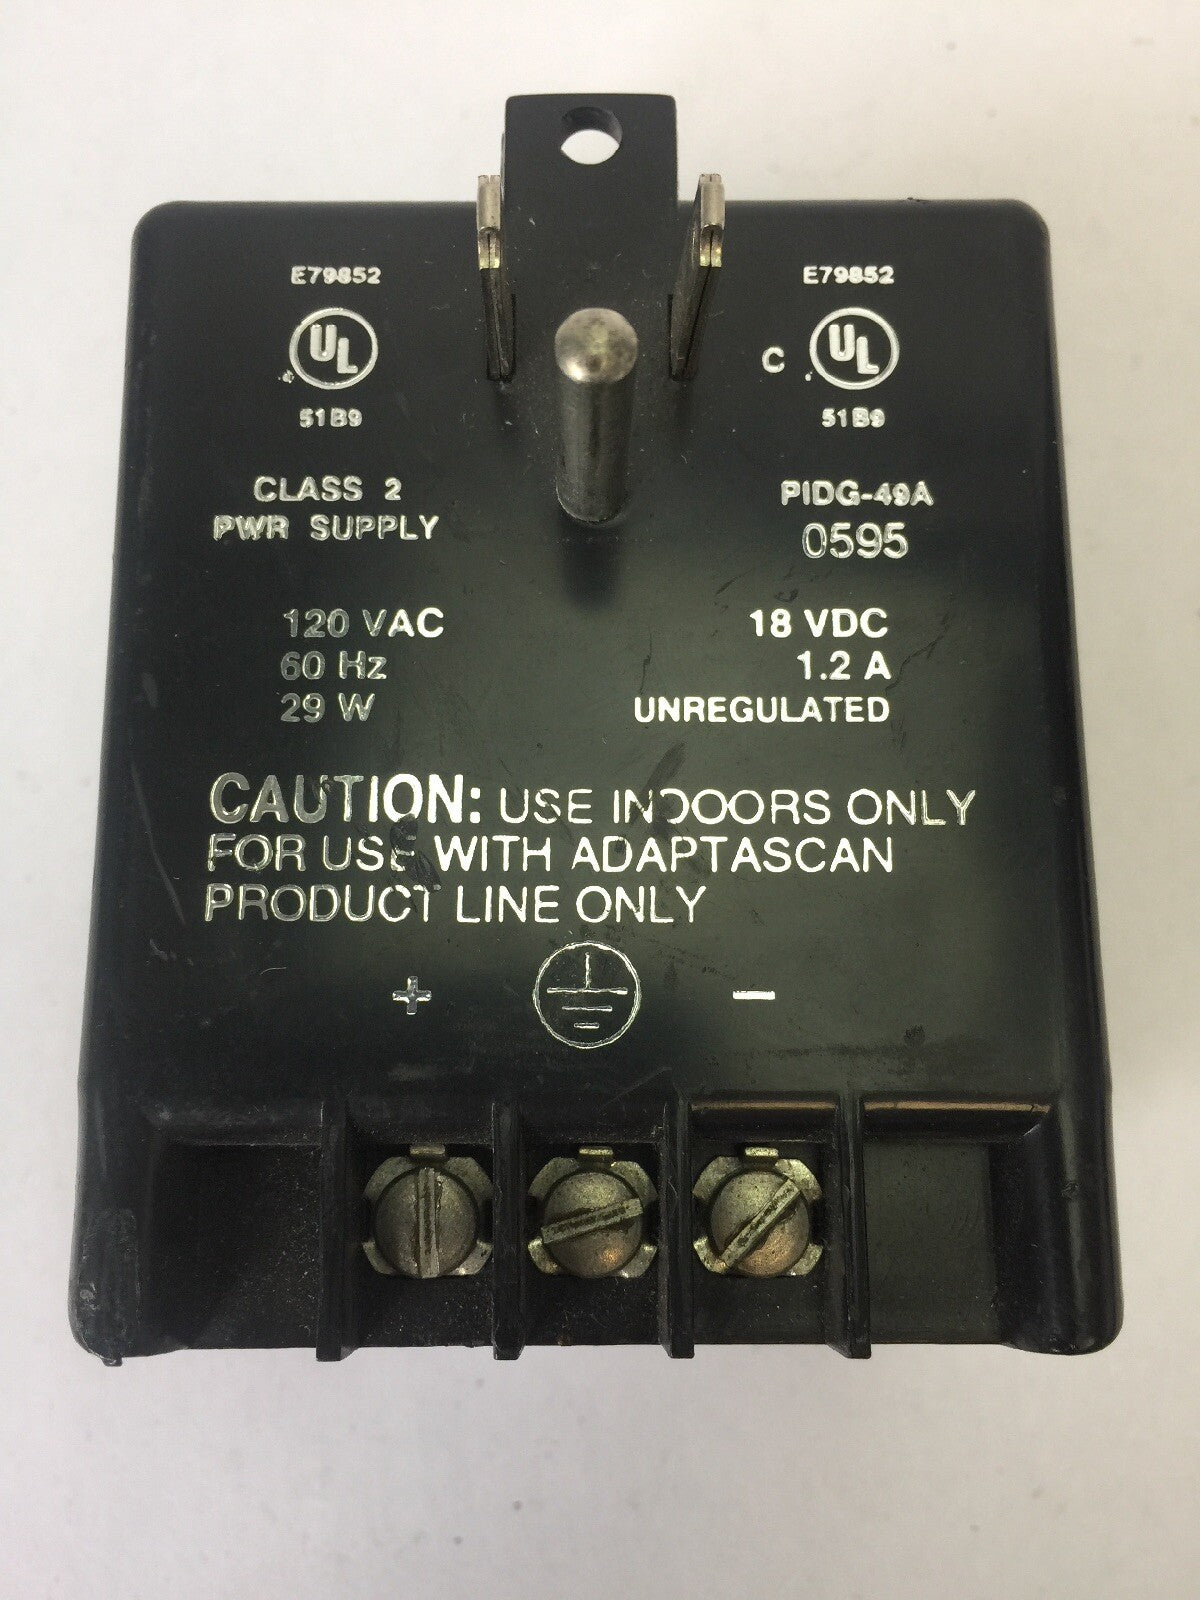 E79852
UL
51B9
CLASS 2
PWR SUPPLY
120 VAC
60 Hz
29 W
E79852
C UL
51B9
PIDG-49A
0595
18 VDC
1.2 A
UNREGULATED
CAUTION: USE INDOORS ONLY
FOR USE WITH ADAPTASCAN
PRODUCT LINE ONLY
+ −